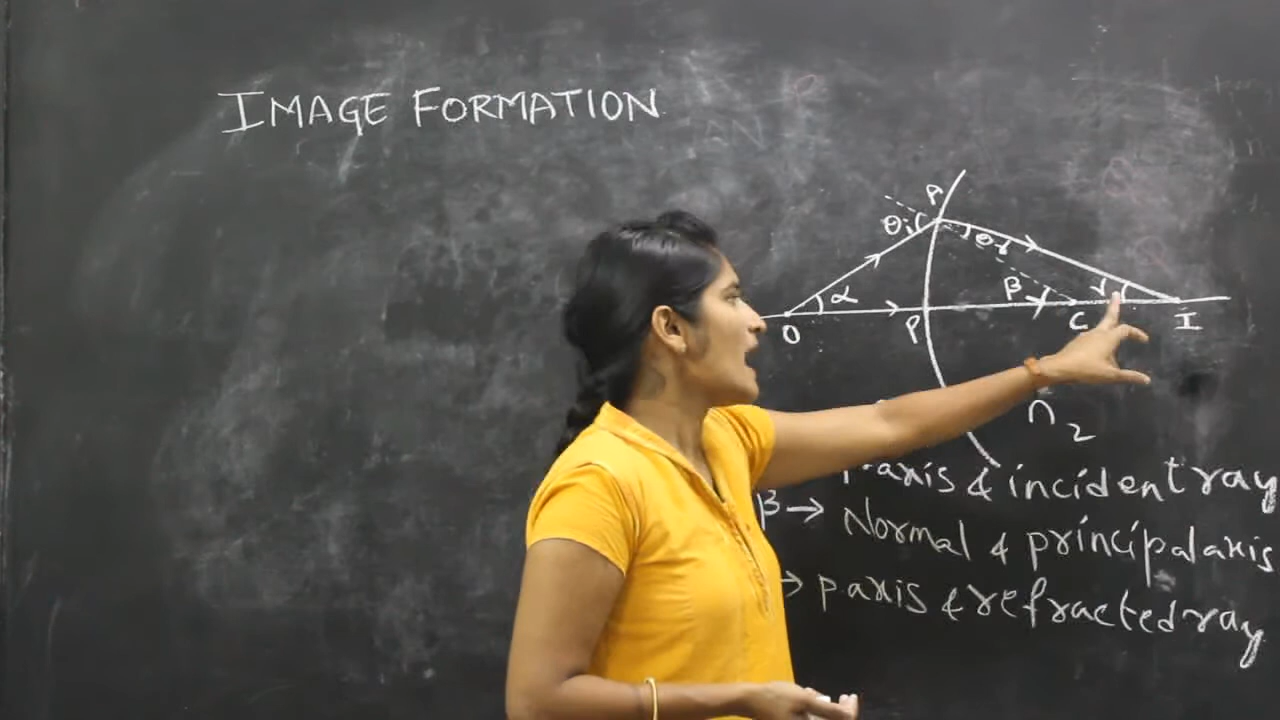 IMAGE FORMATION
A
θi
θr
α
β
γ
O
P
C
I
n2
axis & incident ray
β → Normal & principal axis
→ p axis & refracted ray